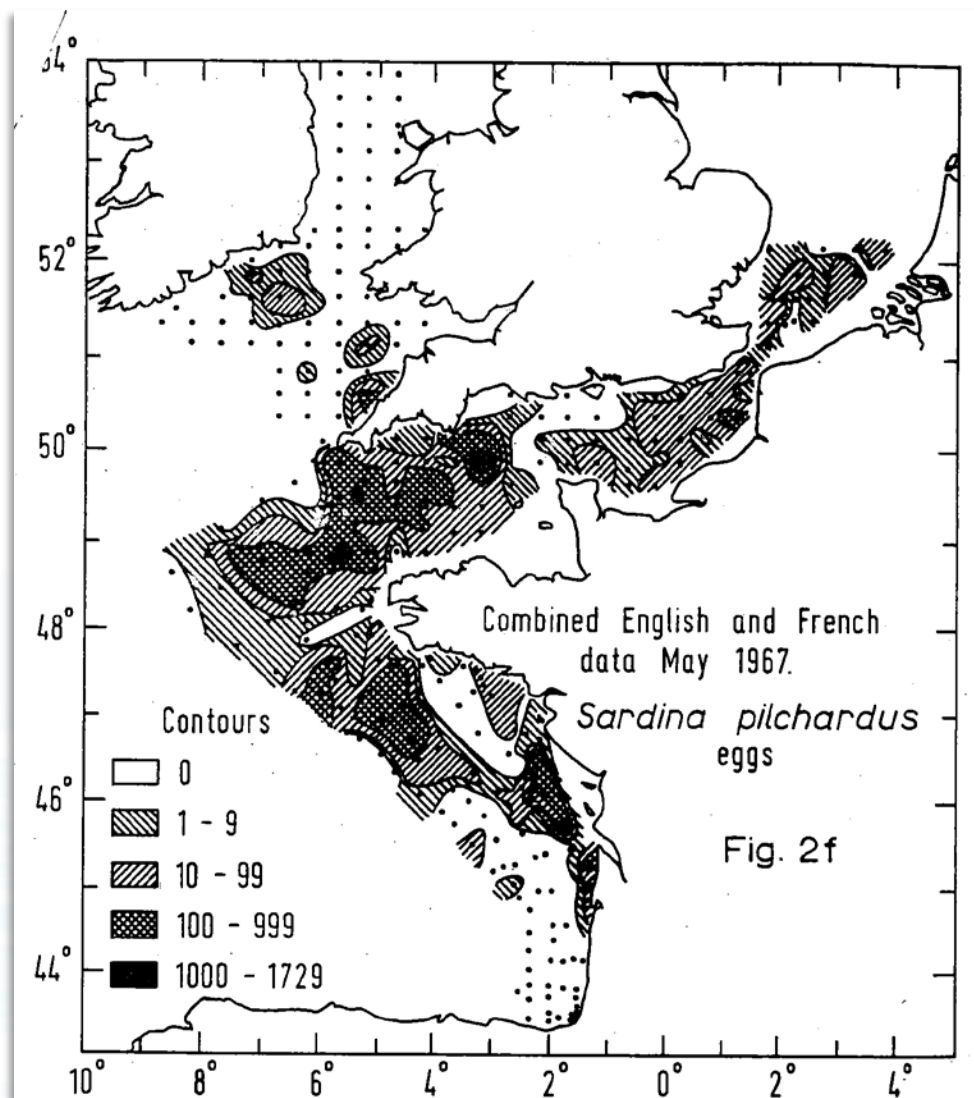 54°
52°
50°
48°
46°
44°
Combined English and French
data May 1967.
Sardina pilchardus
eggs
Fig. 2f
Contours
0
1 - 9
10 - 99
100 - 999
1000 - 1729
10° 8° 6° 4° 2° 0° 2° 4°